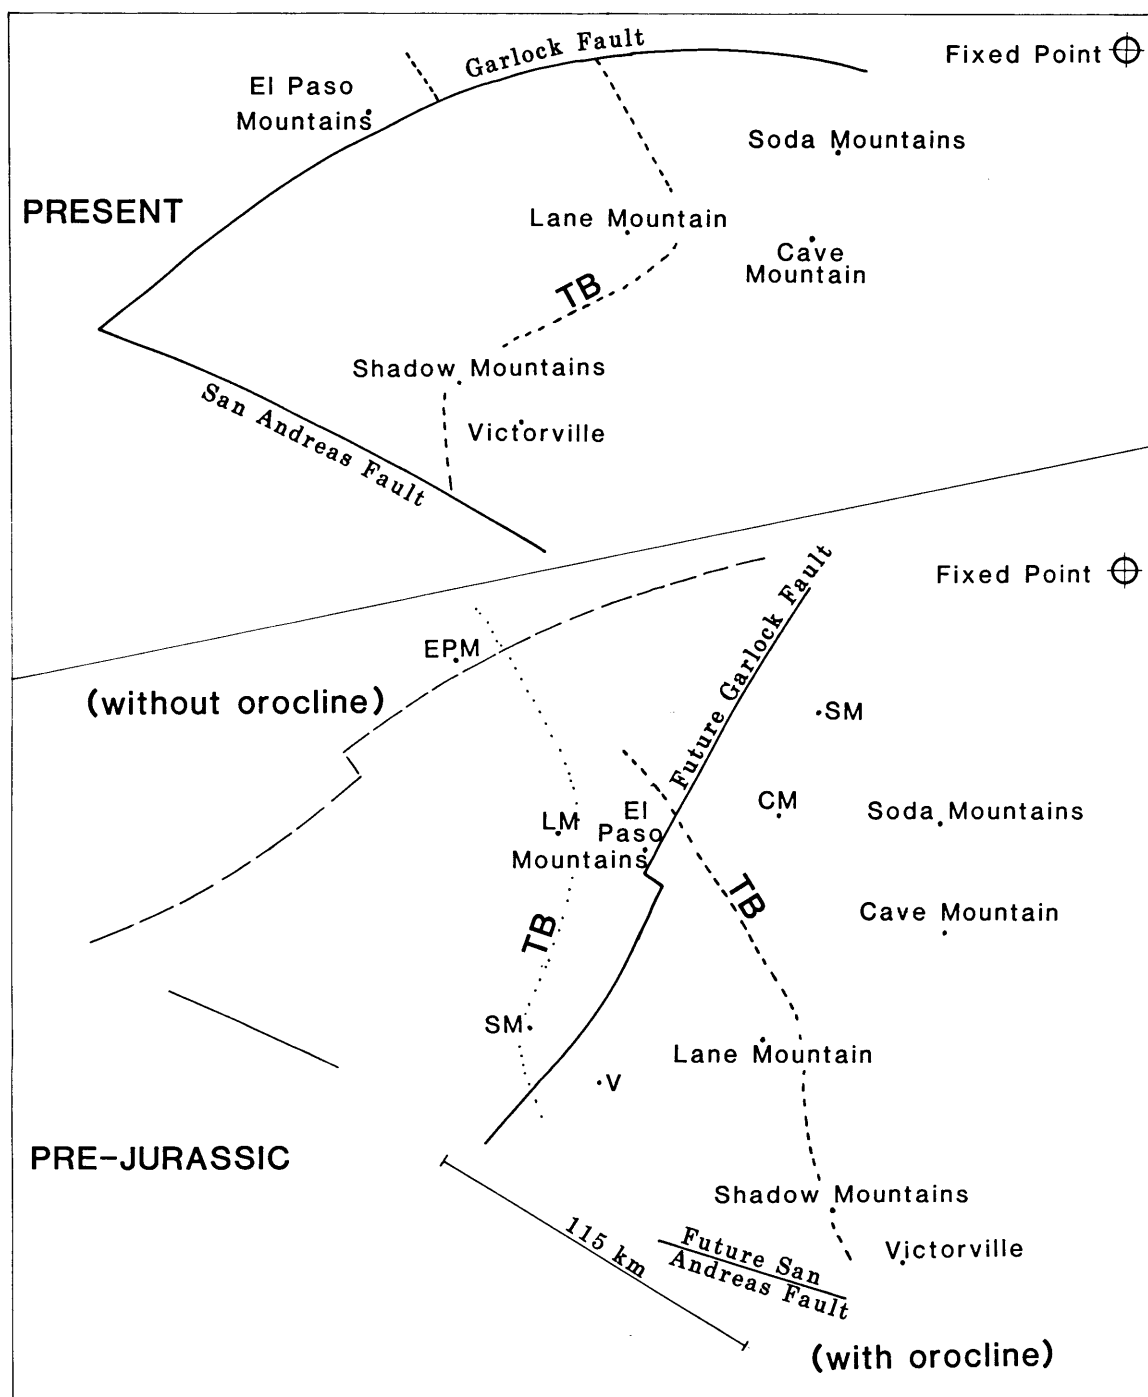 Garlock Fault
Fixed Point
El Paso
Mountains
Soda Mountains
PRESENT
Lane Mountain
Cave
Mountain
TB
Shadow Mountains
San Andreas Fault
Victorville
Future Garlock Fault
Fixed Point
EPM
(without orocline)
SM
CM
El
Paso
Mountains
LM
Soda Mountains
TB
Cave Mountain
TB
SM
Lane Mountain
V
PRE-JURASSIC
Shadow Mountains
115 km
Future San
Andreas Fault
Victorville
(with orocline)